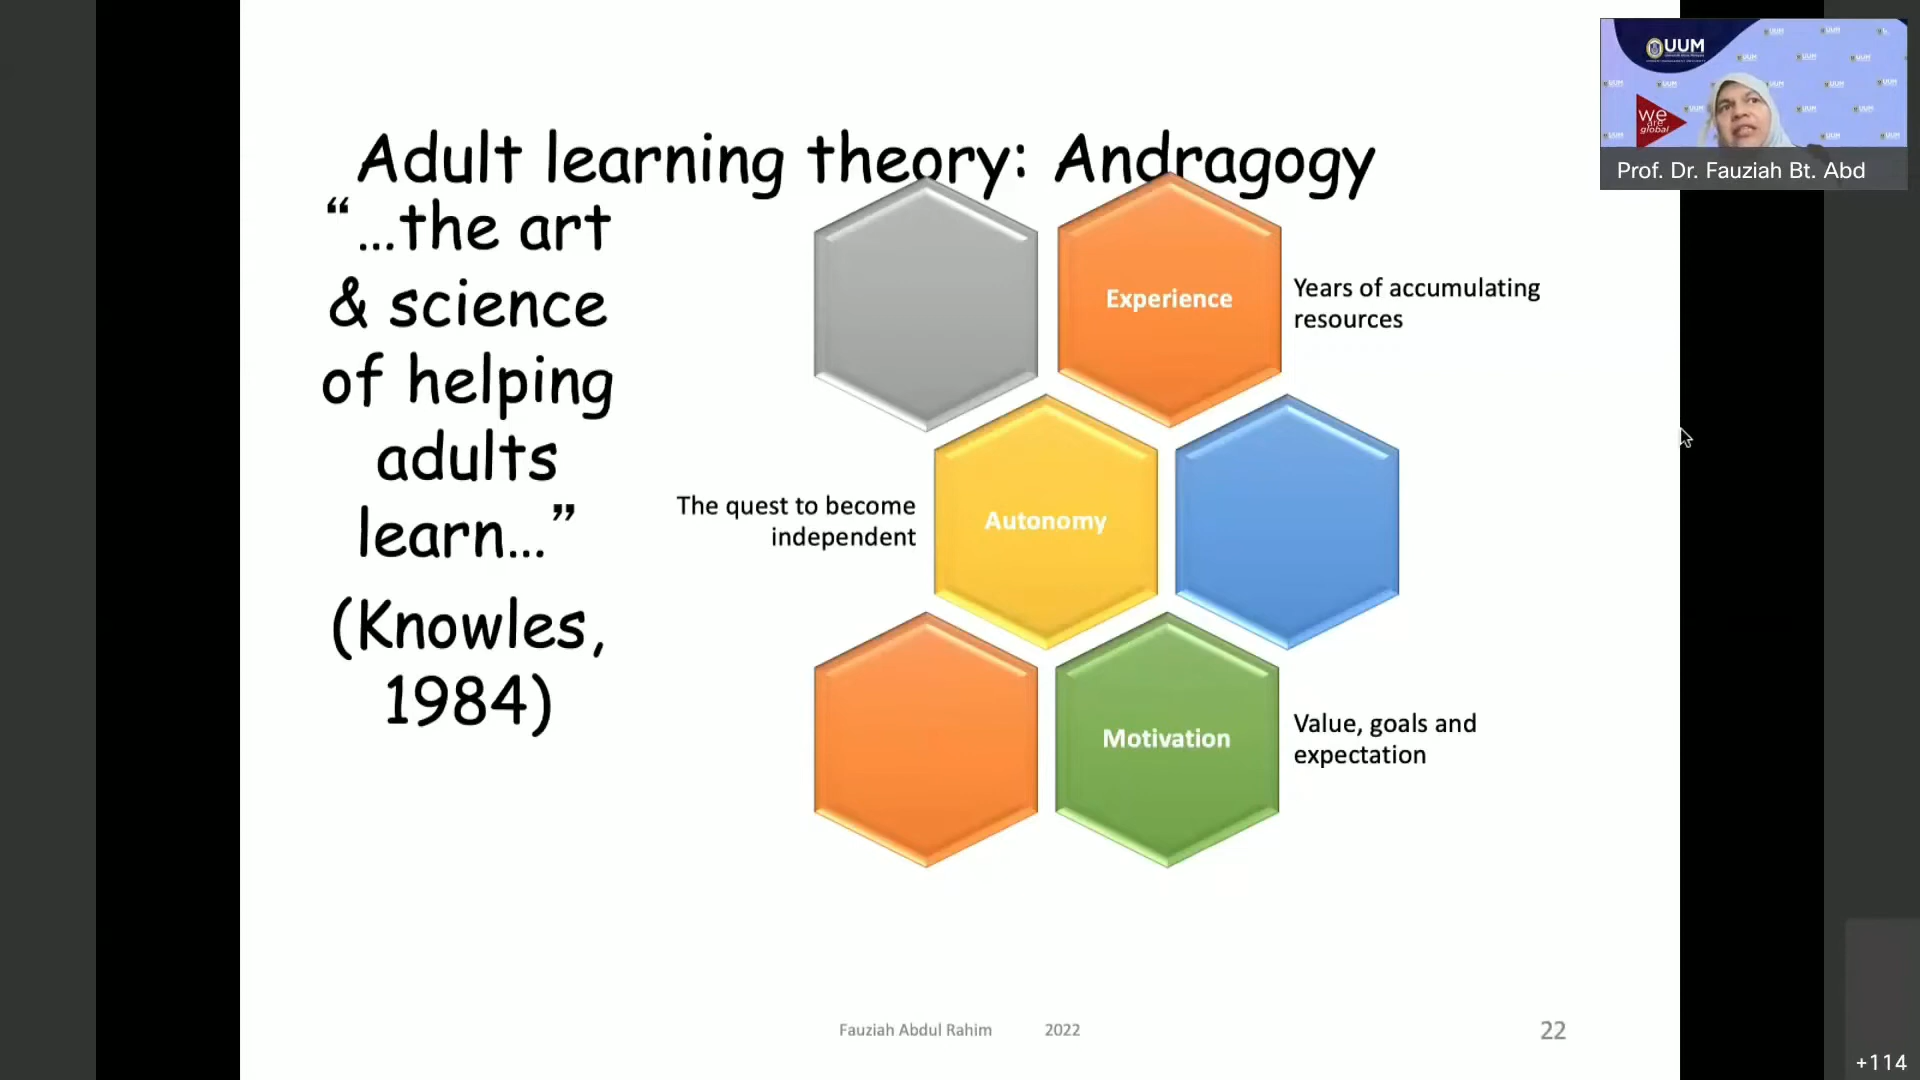 Adult learning theory: Andragogy
“…the art
& science
of helping
adults
learn…”
(Knowles,
1984)
Experience
Years of accumulating
resources
The quest to become
independent
Autonomy
Motivation
Value, goals and
expectation
Fauziah Abdul Rahim
2022
22
UUM
we
are
global
Prof. Dr. Fauziah Bt. Abd
+114